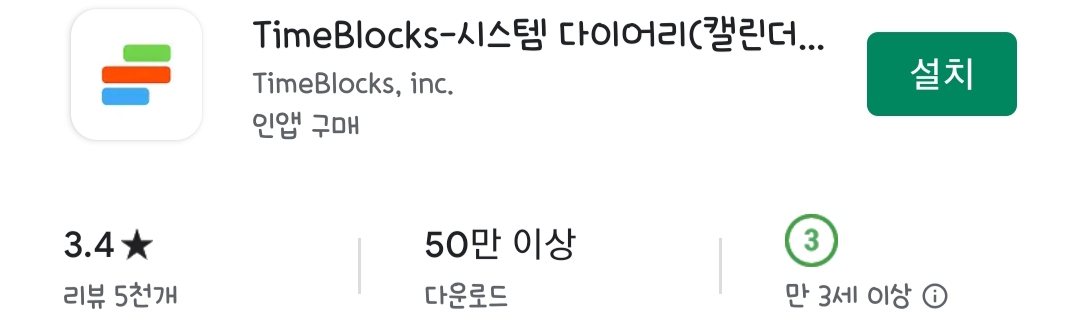 TimeBlocks-시스템 다이어리(캘린더...
TimeBlocks, inc.
인앱 구매
설치
3.4★
리뷰 5천개
50만 이상
다운로드
3
만 3세 이상